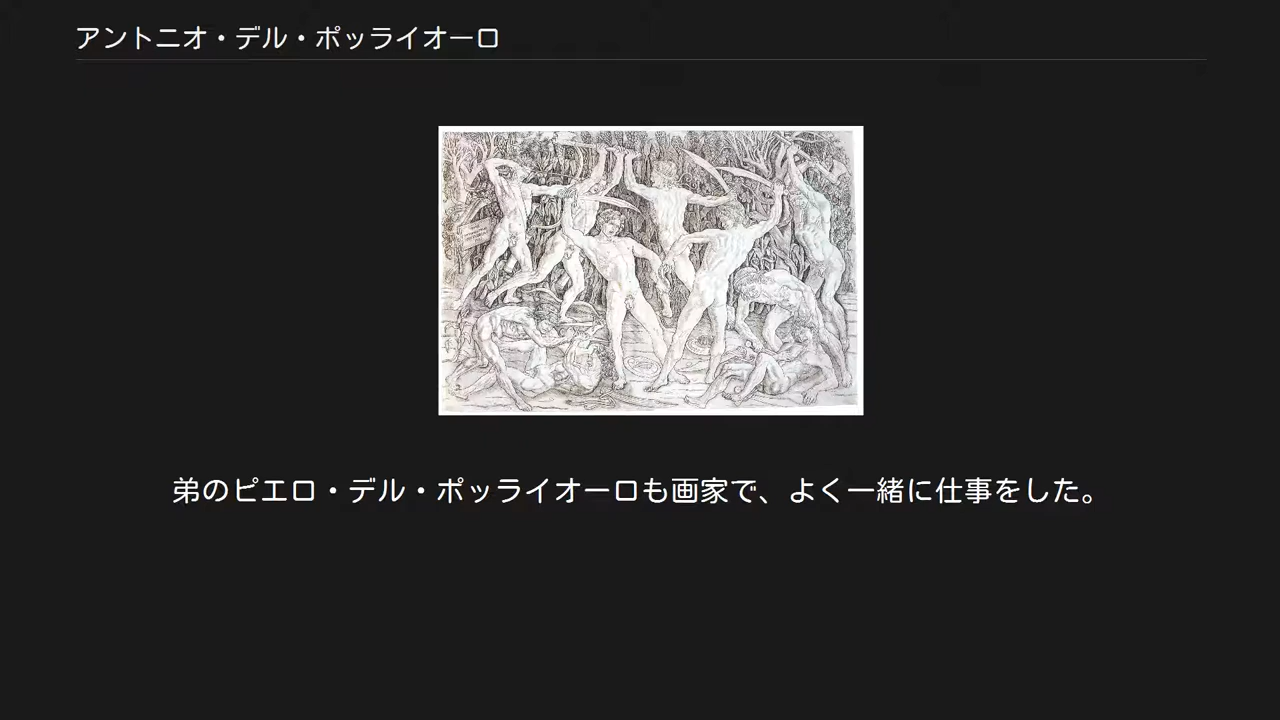 アントニオ・デル・ポッライオーロ
弟のピエロ・デル・ポッライオーロも画家で、よく一緒に仕事をした。